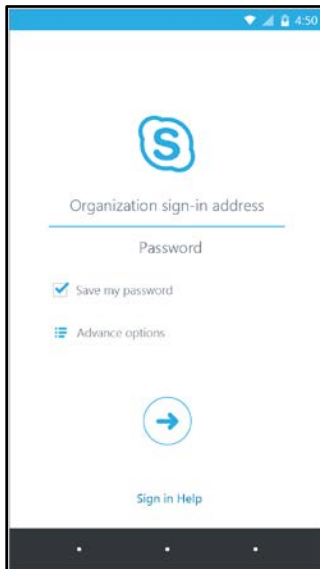 4:50
S
Organization sign-in address
Password
Save my password
Advance options
Sign in Help